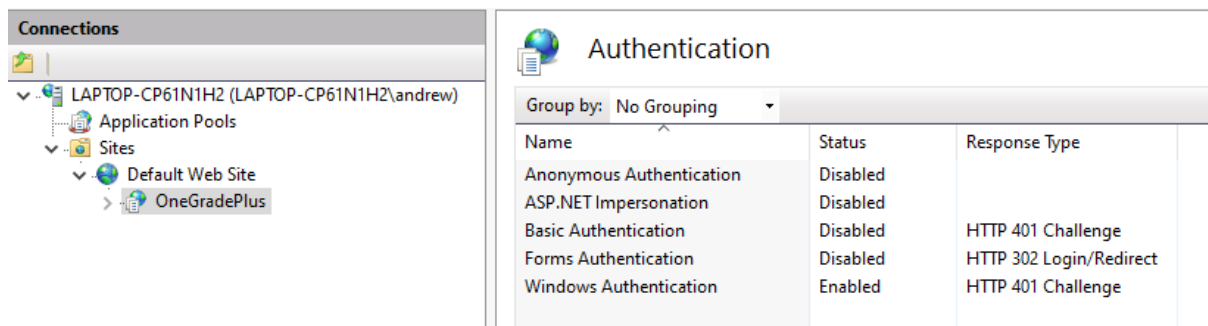 Connections
LAPTOP-CP61N1H2 (LAPTOP-CP61N1H2\andrew)
Application Pools
Sites
Default Web Site
OneGradePlus
Authentication
Group by: No Grouping
Name Status Response Type
Anonymous Authentication Disabled
ASP.NET Impersonation Disabled
Basic Authentication Disabled HTTP 401 Challenge
Forms Authentication Disabled HTTP 302 Login/Redirect
Windows Authentication Enabled HTTP 401 Challenge